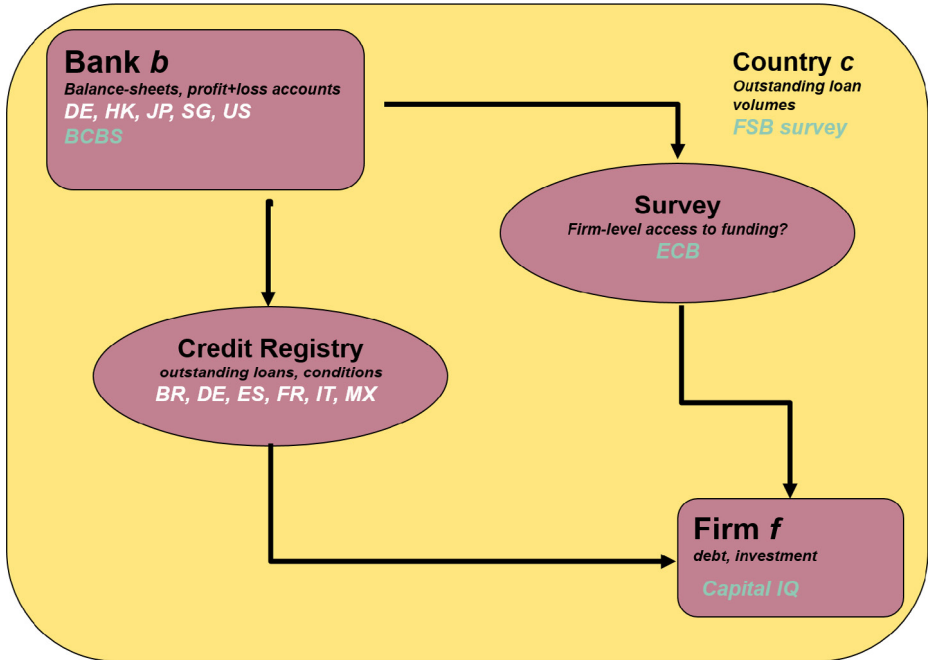 Bank b
Balance-sheets, profit+loss accounts
DE, HK, JP, SG, US
BCBS
Country c
Outstanding loan
volumes
FSB survey
Survey
Firm-level access to funding?
ECB
Credit Registry
outstanding loans, conditions
BR, DE, ES, FR, IT, MX
Firm f
debt, investment
Capital IQ